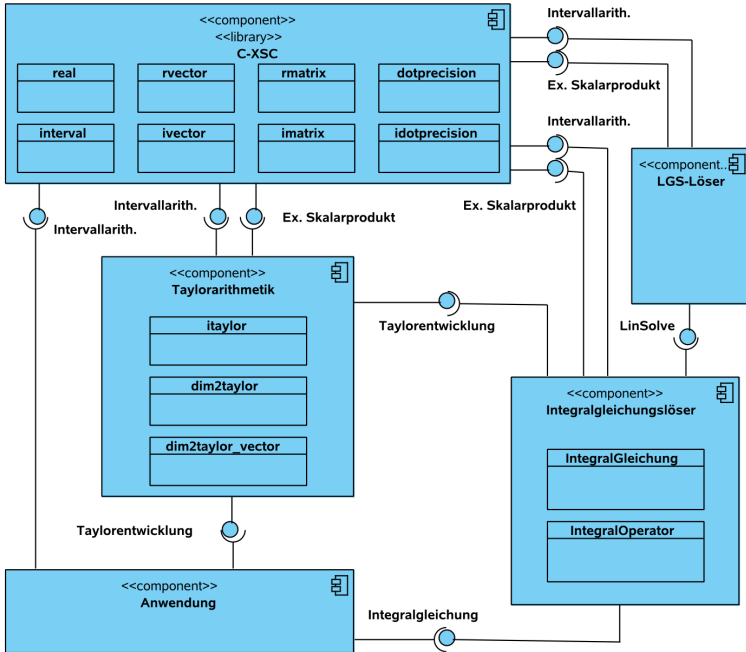 <<component>>
<<library>>
C-XSC
real
rvector
rmatrix
dotprecision
interval
ivector
imatrix
idotprecision
Intervallarith.
Ex. Skalarprodukt
Intervallarith.
Ex. Skalarprodukt
<<component...
LGS-Löser
Intervallarith.
Intervallarith.
Ex. Skalarprodukt
<<component>>
Taylorarithmetik
itaylor
dim2taylor
dim2taylor_vector
Taylorentwicklung
LinSolve
<<component>>
Integralgleichungslöser
IntegralGleichung
IntegralOperator
Taylorentwicklung
<<component>>
Anwendung
Integralgleichung